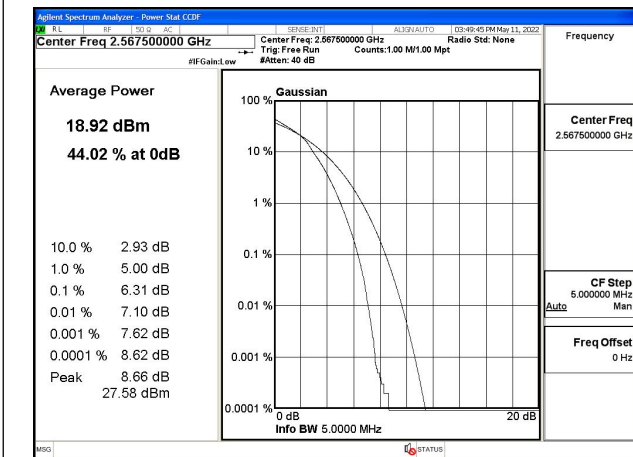 Agilent Spectrum Analyzer - Power Stat CCDF
RL RF 50 Ω AC SENSE:INT ALIGN AUTO 03:49:45 PM May 11, 2022
Center Freq 2.567500000 GHz
Center Freq: 2.567500000 GHz Radio Std: None
Trig: Free Run Counts:1.00 M/1.00 Mpt
#IFGain:Low #Atten: 40 dB
Frequency
Average Power
18.92 dBm
44.02 % at 0dB
10.0 % 2.93 dB
1.0 % 5.00 dB
0.1 % 6.31 dB
0.01 % 7.10 dB
0.001 % 7.62 dB
0.0001 % 8.62 dB
Peak 8.66 dB
27.58 dBm
Gaussian
100 %
10 %
1 %
0.1 %
0.01 %
0.001 %
0.0001 %
0 dB 20 dB
Info BW 5.0000 MHz
Center Freq
2.567500000 GHz
CF Step
5.000000 MHz
Auto Man
Freq Offset
0 Hz
MSG STATUS